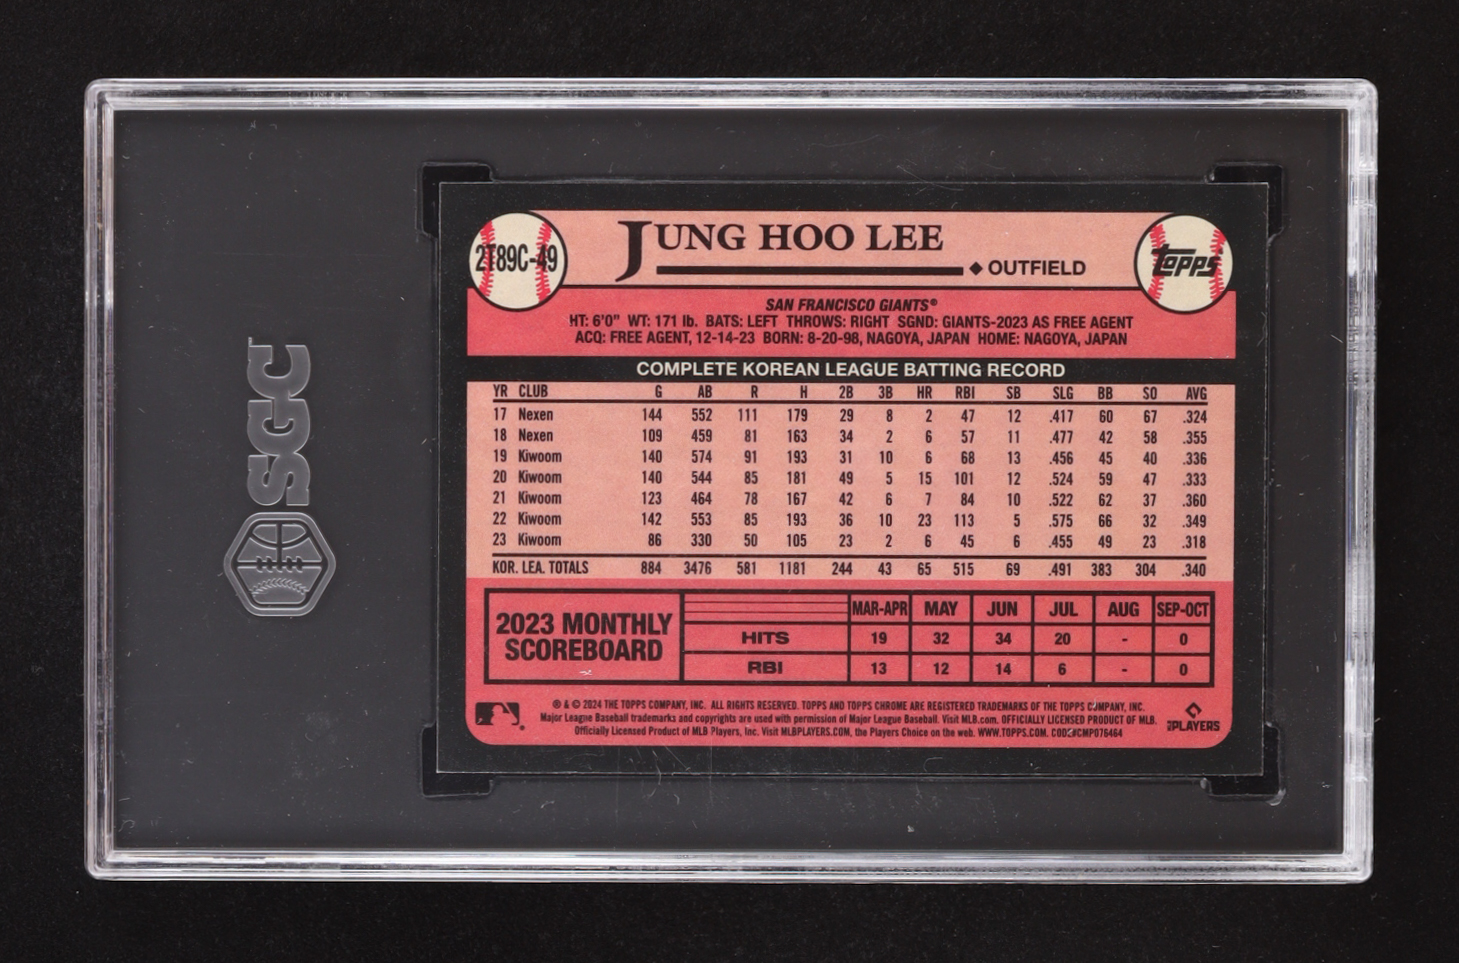 SGC
2T89C-49
JUNG HOO LEE
◆ OUTFIELD
Topps
SAN FRANCISCO GIANTS®
HT: 6'0" WT: 171 lb. BATS: LEFT THROWS: RIGHT SGND: GIANTS-2023 AS FREE AGENT
ACQ: FREE AGENT, 12-14-23 BORN: 8-20-98, NAGOYA, JAPAN HOME: NAGOYA, JAPAN
COMPLETE KOREAN LEAGUE BATTING RECORD
YR CLUB G AB R H 2B 3B HR RBI SB SLG BB SO AVG
17 Nexen 144 552 111 179 29 8 2 47 12 .417 60 67 .324
18 Nexen 109 459 81 163 34 2 6 57 11 .477 42 58 .355
19 Kiwoom 140 574 91 193 31 10 6 68 13 .456 45 40 .336
20 Kiwoom 140 544 85 181 49 5 15 101 12 .524 59 47 .333
21 Kiwoom 123 464 78 167 42 6 7 84 10 .522 62 37 .360
22 Kiwoom 142 553 85 193 36 10 23 113 5 .575 66 32 .349
23 Kiwoom 86 330 50 105 23 2 6 45 6 .455 49 23 .318
KOR. LEA. TOTALS 884 3476 581 1181 244 43 65 515 69 .491 383 304 .340
2023 MONTHLY SCOREBOARD
MAR-APR MAY JUN JUL AUG SEP-OCT
HITS 19 32 34 20 - 0
RBI 13 12 14 6 - 0
® & © 2024 THE TOPPS COMPANY, INC. ALL RIGHTS RESERVED. TOPPS AND TOPPS CHROME ARE REGISTERED TRADEMARKS OF THE TOPPS COMPANY, INC.
Major League Baseball trademarks and copyrights are used with permission of Major League Baseball. Visit MLB.com. OFFICIALLY LICENSED PRODUCT OF MLB.
Officially Licensed Product of MLB Players, Inc. Visit MLBPLAYERS.COM, the Players Choice on the web. WWW.TOPPS.COM. CODE#CMP076464
PLAYERS